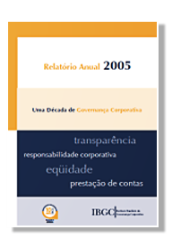 Relatório Anual 2005
Uma Década de Governança Corporativa
transparência
responsabilidade corporativa
eqüidade
prestação de contas
IBGC